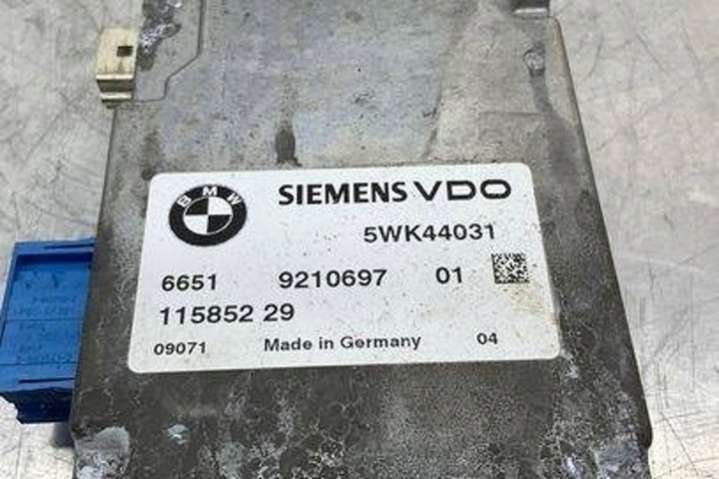 BMW
SIEMENS VDO
5WK44031
6651 9210697 01
115852 29
09071 Made in Germany 04